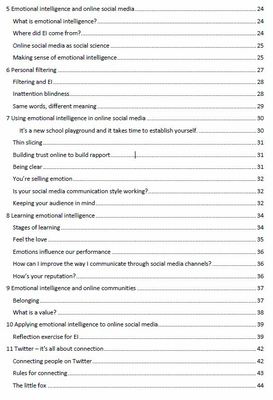 5 Emotional intelligence and online social media ........ 24
What is emotional intelligence? ........ 24
Where did EI come from? ........ 24
Online social media as social science ........ 25
Making sense of emotional intelligence ........ 25
6 Personal filtering ........ 27
Filtering and EI ........ 28
Inattention blindness ........ 28
Same words, different meaning ........ 29
7 Using emotional intelligence in online social media ........ 30
It's a new school playground and it takes time to establish yourself. ........ 30
Thin slicing ........ 31
Building trust online to build rapport ........ 31
Being clear ........ 31
You're selling emotion ........ 32
Is your social media communication style working? ........ 32
Keeping your audience in mind ........ 32
8 Learning emotional intelligence ........ 34
Stages of learning ........ 34
Feel the love ........ 35
Emotions influence our performance ........ 36
How can I improve the way I communicate through social media channels? ........ 36
How's your reputation? ........ 36
9 Emotional intelligence and online communities ........ 37
Belonging ........ 37
What is a value? ........ 38
10 Applying emotional intelligence to online social media ........ 39
Reflection exercise for EI ........ 39
11 Twitter – it's all about connection ........ 42
Connecting people on Twitter ........ 42
Rules for connecting ........ 43
The little fox ........ 44